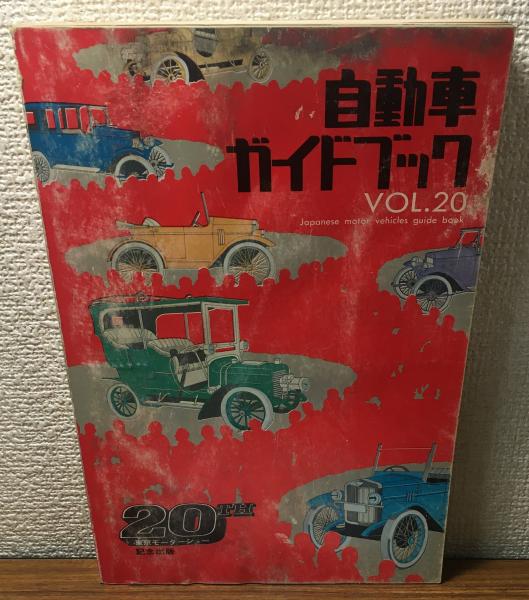 自動車
ガイドブック
VOL.20
Japanese motor vehicles guide book
20TH
東京モーターショー
記念出版